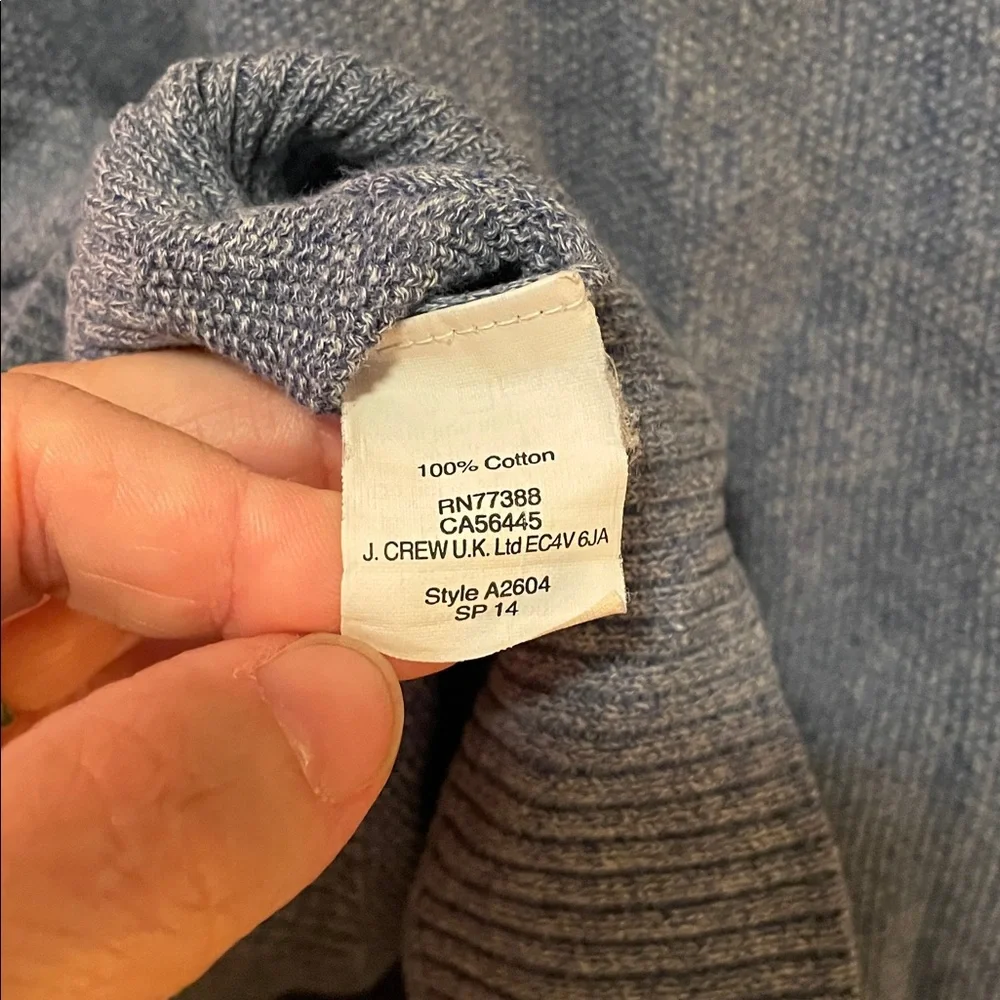 100% Cotton
RN77388
CA56445
J. CREW U.K. Ltd EC4V 6JA
Style A2604
SP 14